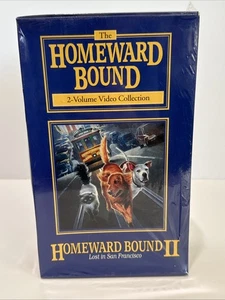 The
HOMEWARD
BOUND
2-Volume Video Collection
HOMEWARD BOUND II
Lost in San Francisco